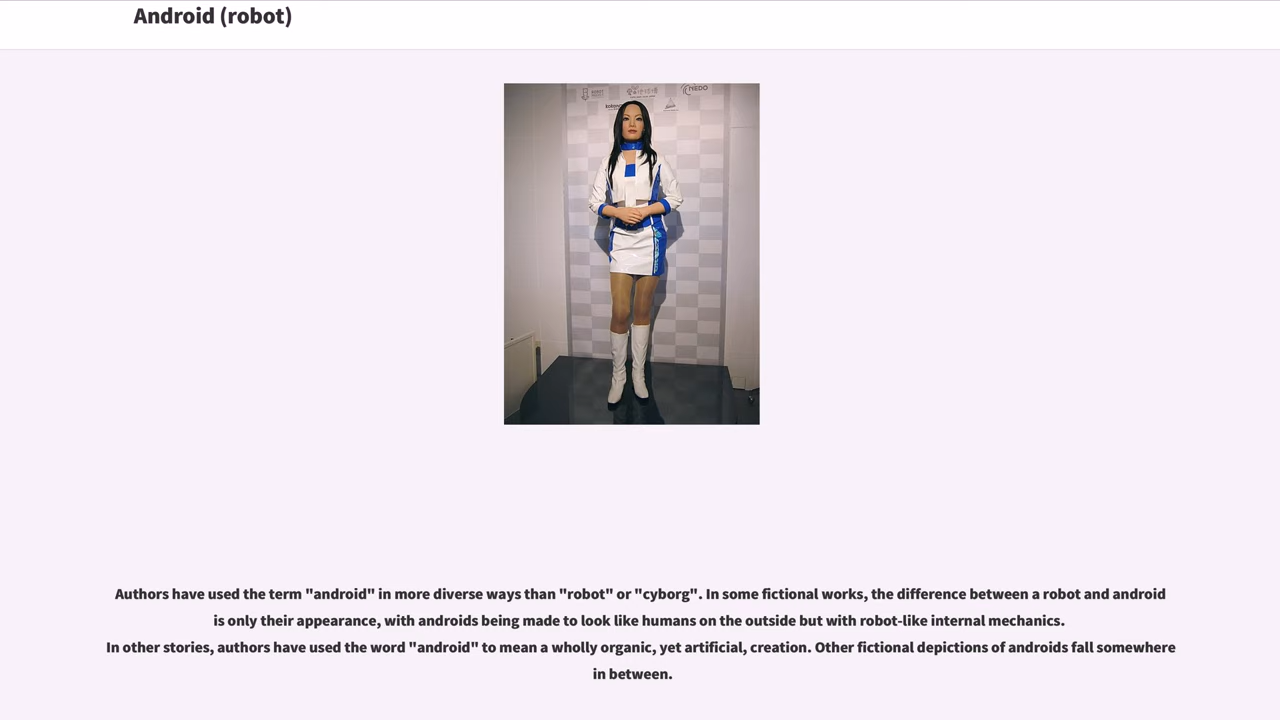 Android (robot)
NEDO
Authors have used the term "android" in more diverse ways than "robot" or "cyborg". In some fictional works, the difference between a robot and android
is only their appearance, with androids being made to look like humans on the outside but with robot-like internal mechanics.
In other stories, authors have used the word "android" to mean a wholly organic, yet artificial, creation. Other fictional depictions of androids fall somewhere
in between.